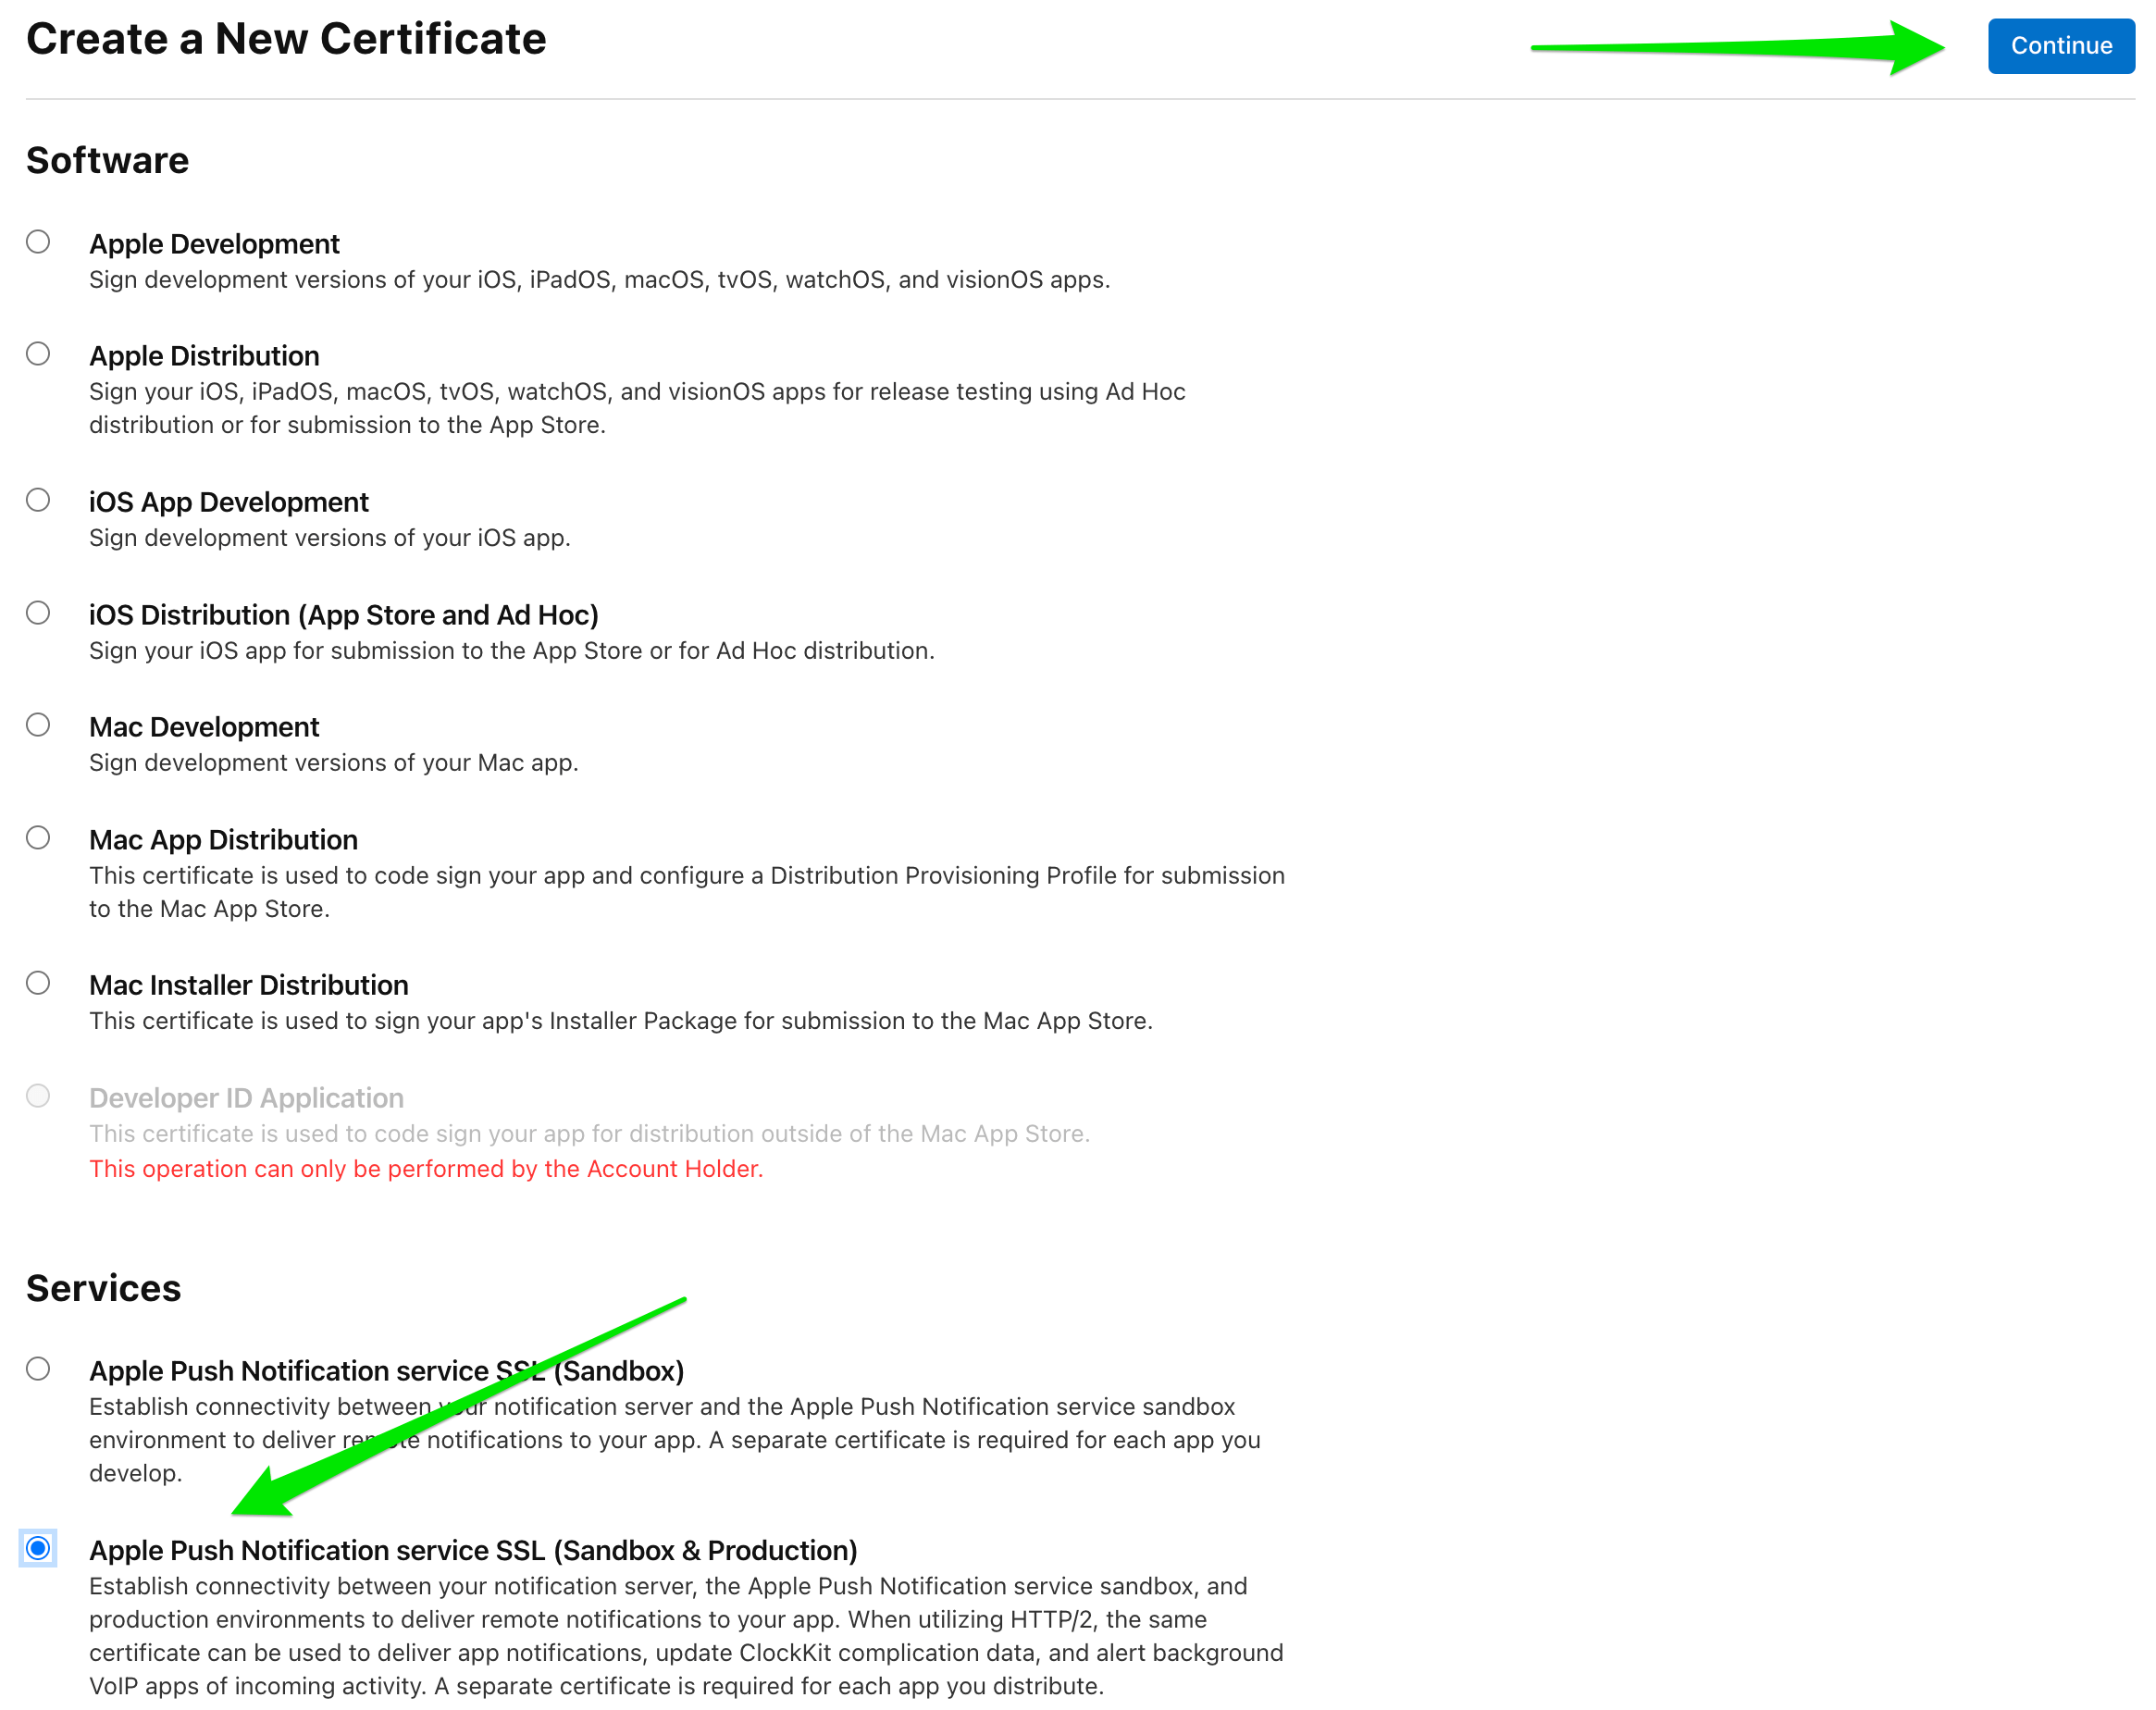 Create a New Certificate
Continue
Software
Apple Development
Sign development versions of your iOS, iPadOS, macOS, tvOS, watchOS, and visionOS apps.
Apple Distribution
Sign your iOS, iPadOS, macOS, tvOS, watchOS, and visionOS apps for release testing using Ad Hoc
distribution or for submission to the App Store.
iOS App Development
Sign development versions of your iOS app.
iOS Distribution (App Store and Ad Hoc)
Sign your iOS app for submission to the App Store or for Ad Hoc distribution.
Mac Development
Sign development versions of your Mac app.
Mac App Distribution
This certificate is used to code sign your app and configure a Distribution Provisioning Profile for submission
to the Mac App Store.
Mac Installer Distribution
This certificate is used to sign your app's Installer Package for submission to the Mac App Store.
Developer ID Application
This certificate is used to code sign your app for distribution outside of the Mac App Store.
This operation can only be performed by the Account Holder.
Services
Apple Push Notification service SSL (Sandbox)
Establish connectivity between your notification server and the Apple Push Notification service sandbox
environment to deliver remote notifications to your app. A separate certificate is required for each app you
develop.
Apple Push Notification service SSL (Sandbox & Production)
Establish connectivity between your notification server, the Apple Push Notification service sandbox, and
production environments to deliver remote notifications to your app. When utilizing HTTP/2, the same
certificate can be used to deliver app notifications, update ClockKit complication data, and alert background
VoIP apps of incoming activity. A separate certificate is required for each app you distribute.